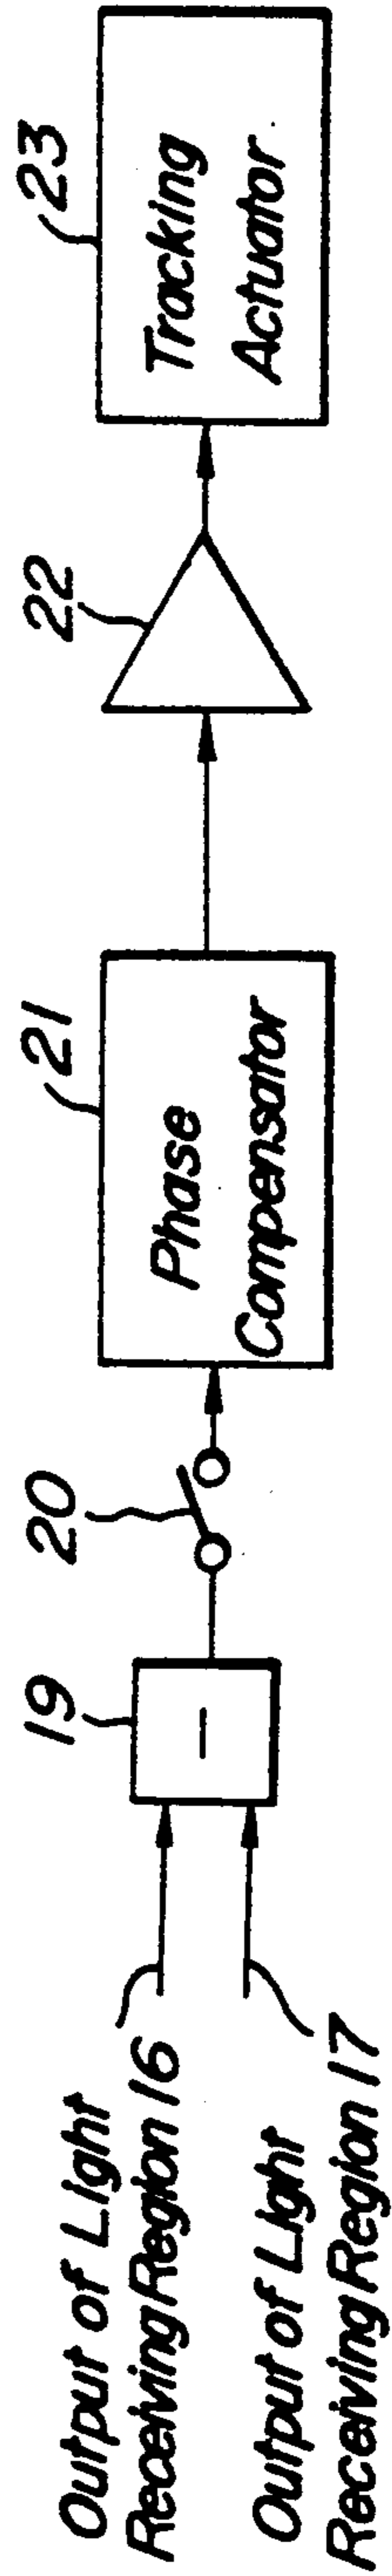 Output of Light
Receiving Region 16
Output of Light
Receiving Region 17
19
−
20
21
Phase
Compensator
22
23
Tracking
Actuator